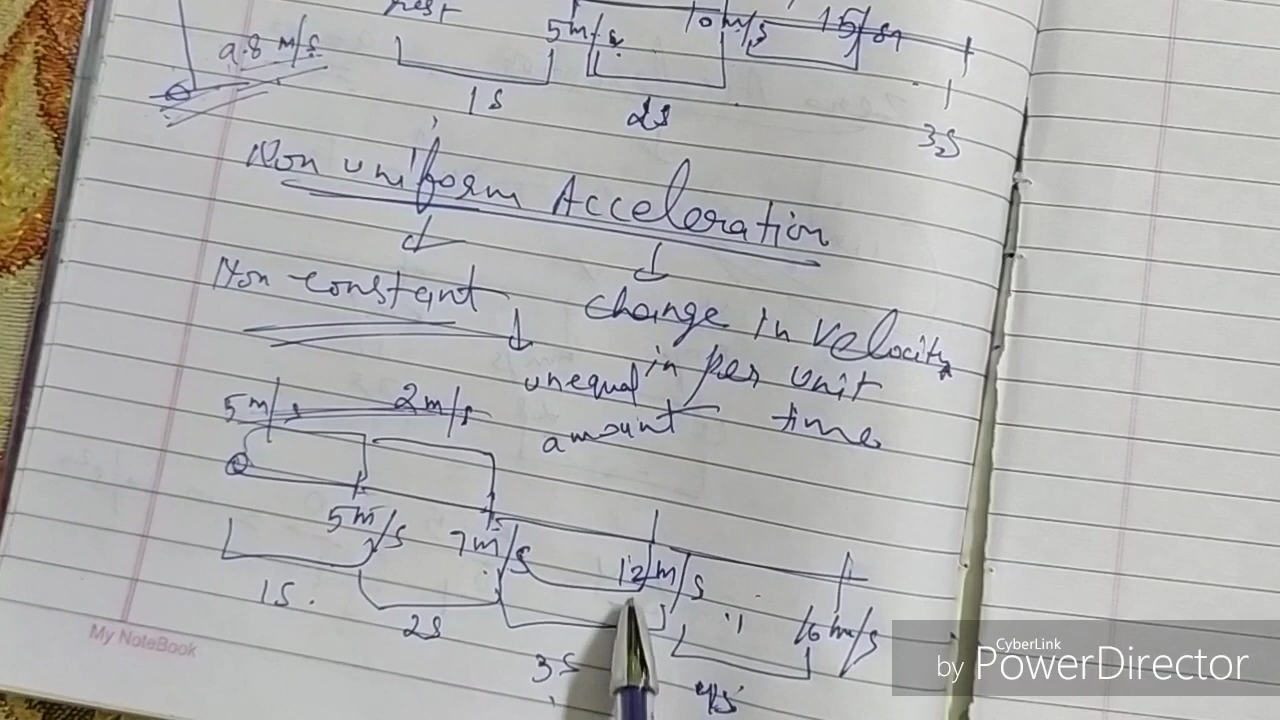 rest 5m/s 10m/s 15/s
9.8 m/s
1s 2s 3s
Non uniform Acceleration
Non constant change in velocity
unequal in per unit
amount time
5m/s 2m/s
5m/s 7m/s 12m/s 16m/s
1s. 2s 3s 4s
My NoteBook
CyberLink
by PowerDirector